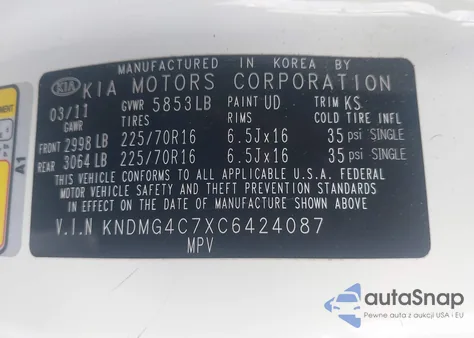 MANUFACTURED IN KOREA BY
KIA KIA MOTORS CORPORATION
03/11 GVWR 5853LB PAINT UD TRIM KS
GAWR TIRES RIMS COLD TIRE INFL
FRONT 2998 LB 225/70R16 6.5Jx16 35 psi SINGLE
REAR 3064 LB 225/70R16 6.5Jx16 35 psi SINGLE
THIS VEHICLE CONFORMS TO ALL APPLICABLE U.S.A. FEDERAL
MOTOR VEHICLE SAFETY AND THEFT PREVENTION STANDARDS
IN EFFECT ON THE DATE OF MANUFACTURE SHOWN ABOVE.
V.I.N KNDMG4C7XC6424087
MPV
A1
autoSnap
Pewne auta z aukcji USA i EU